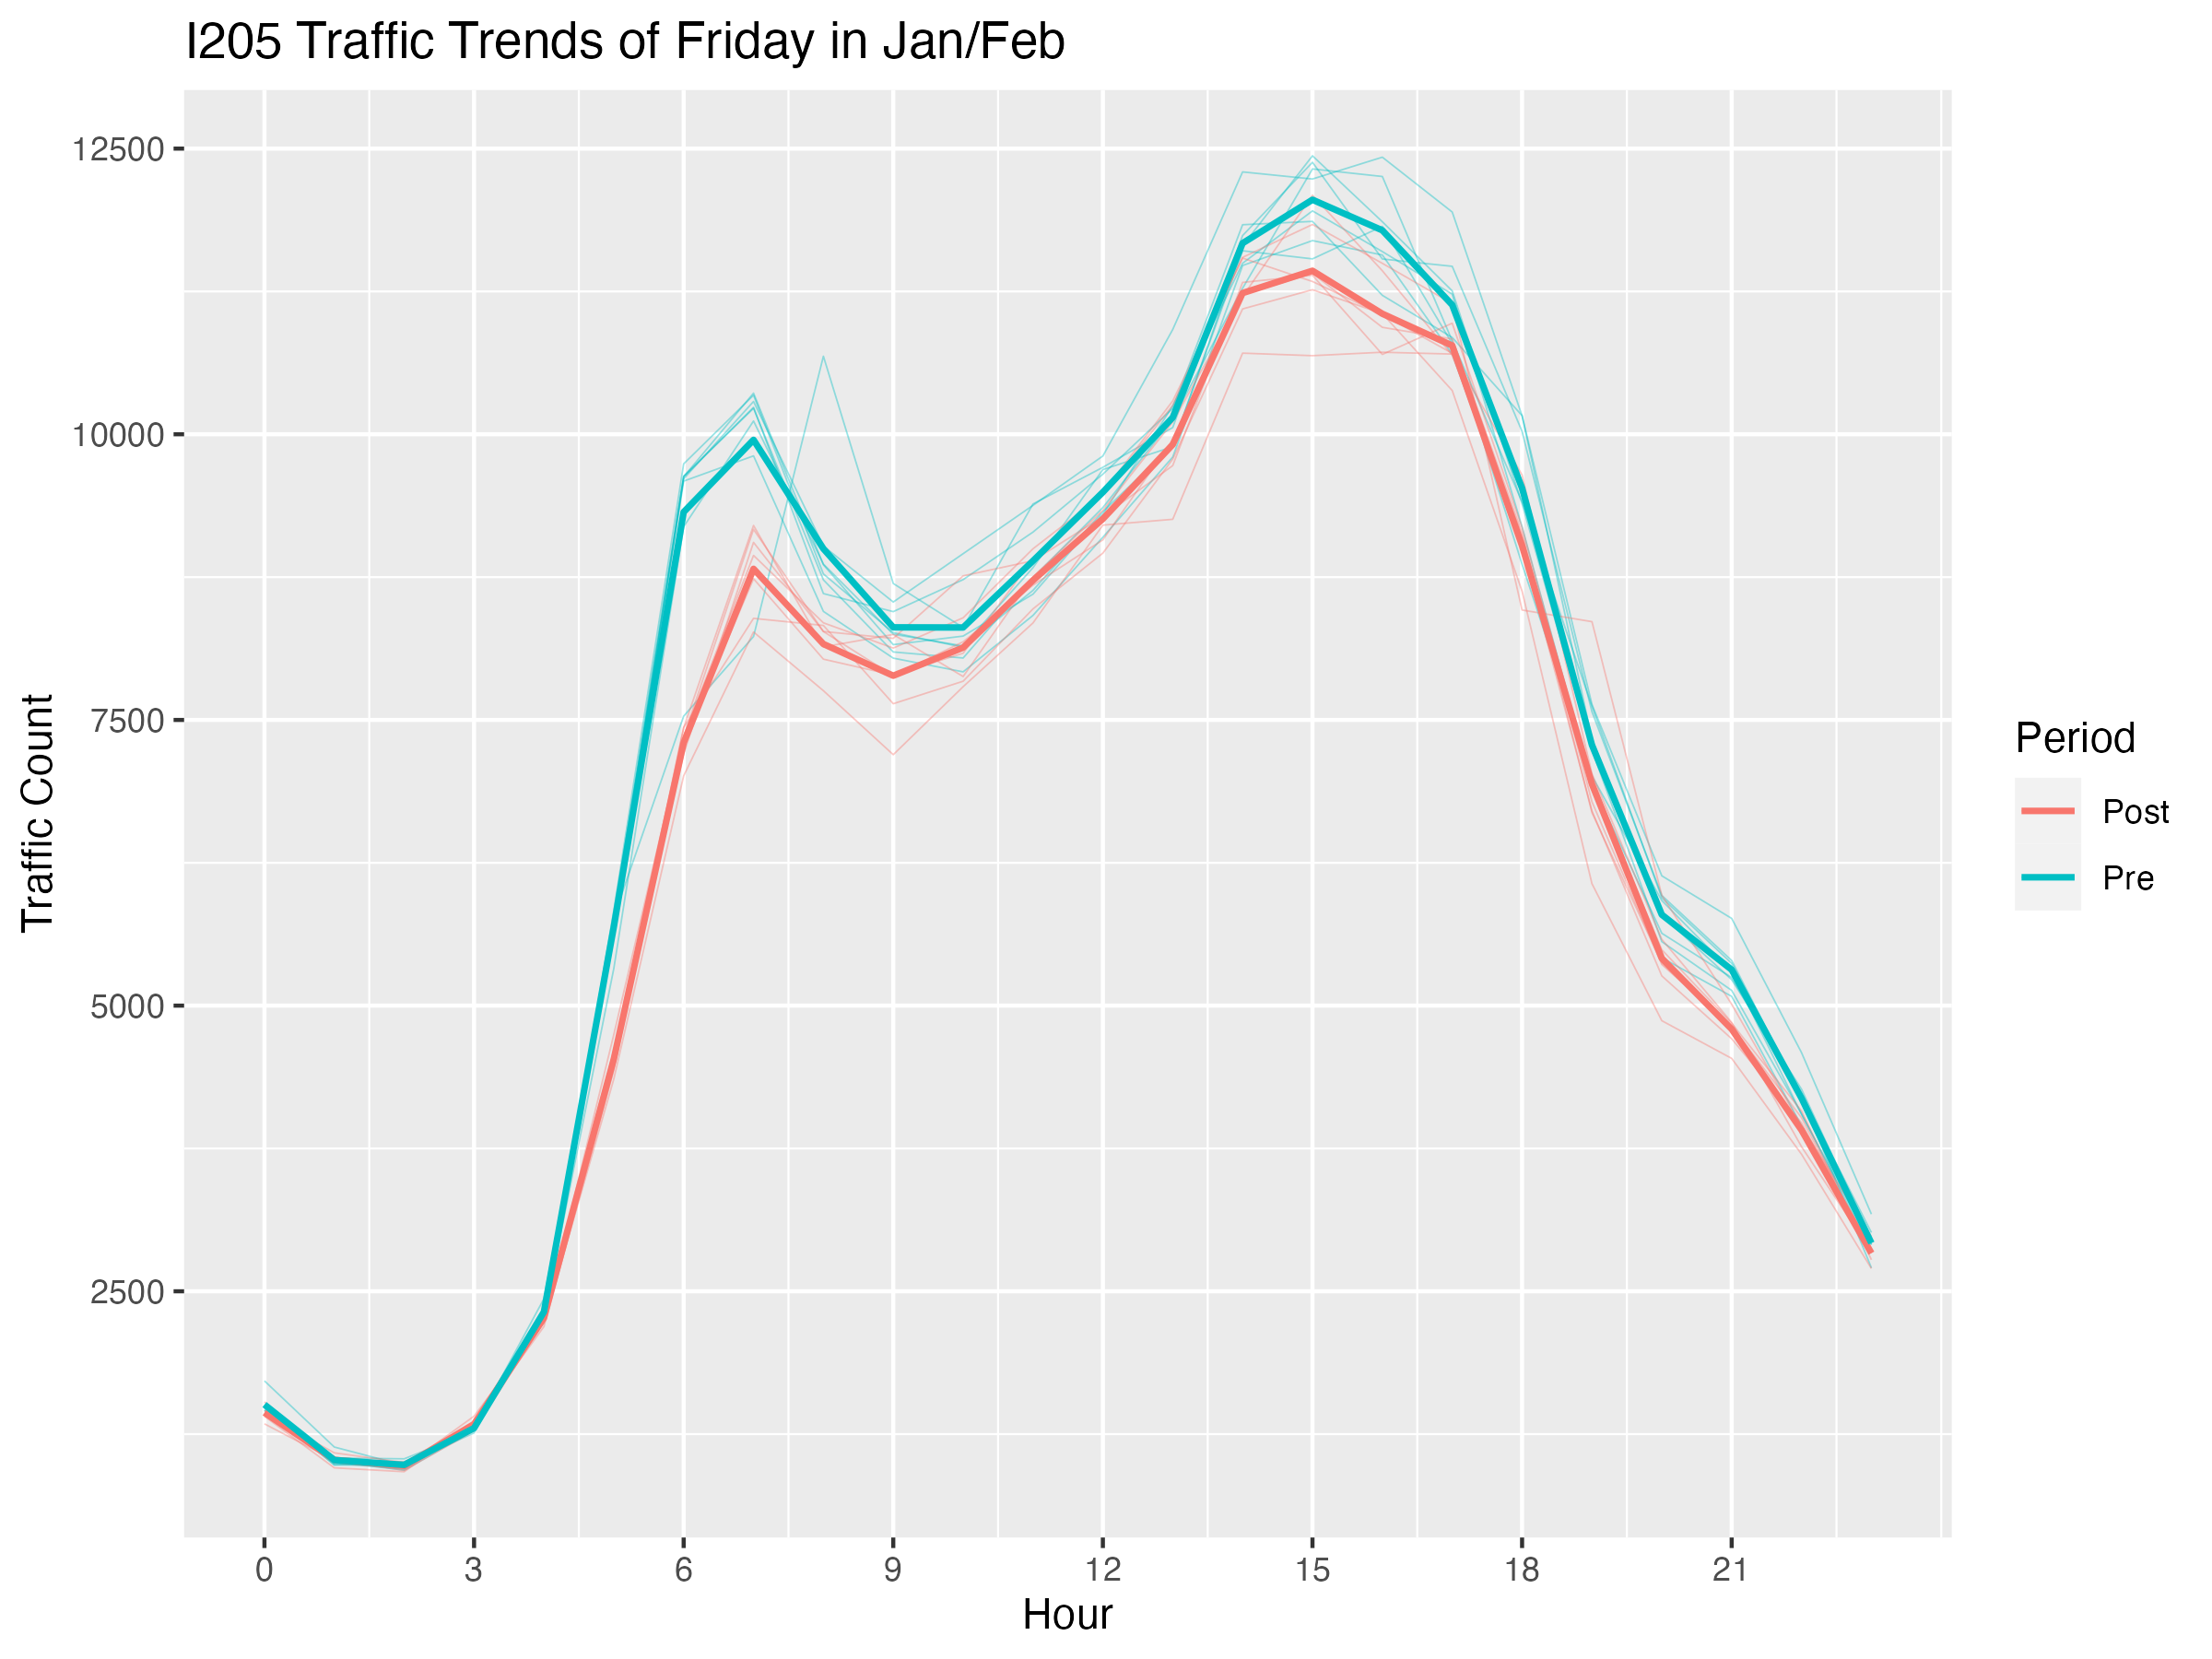 I205 Traffic Trends of Friday in Jan/Feb
12500
10000
7500
5000
2500
Traffic Count
0 3 6 9 12 15 18 21
Hour
Period
Post
Pre